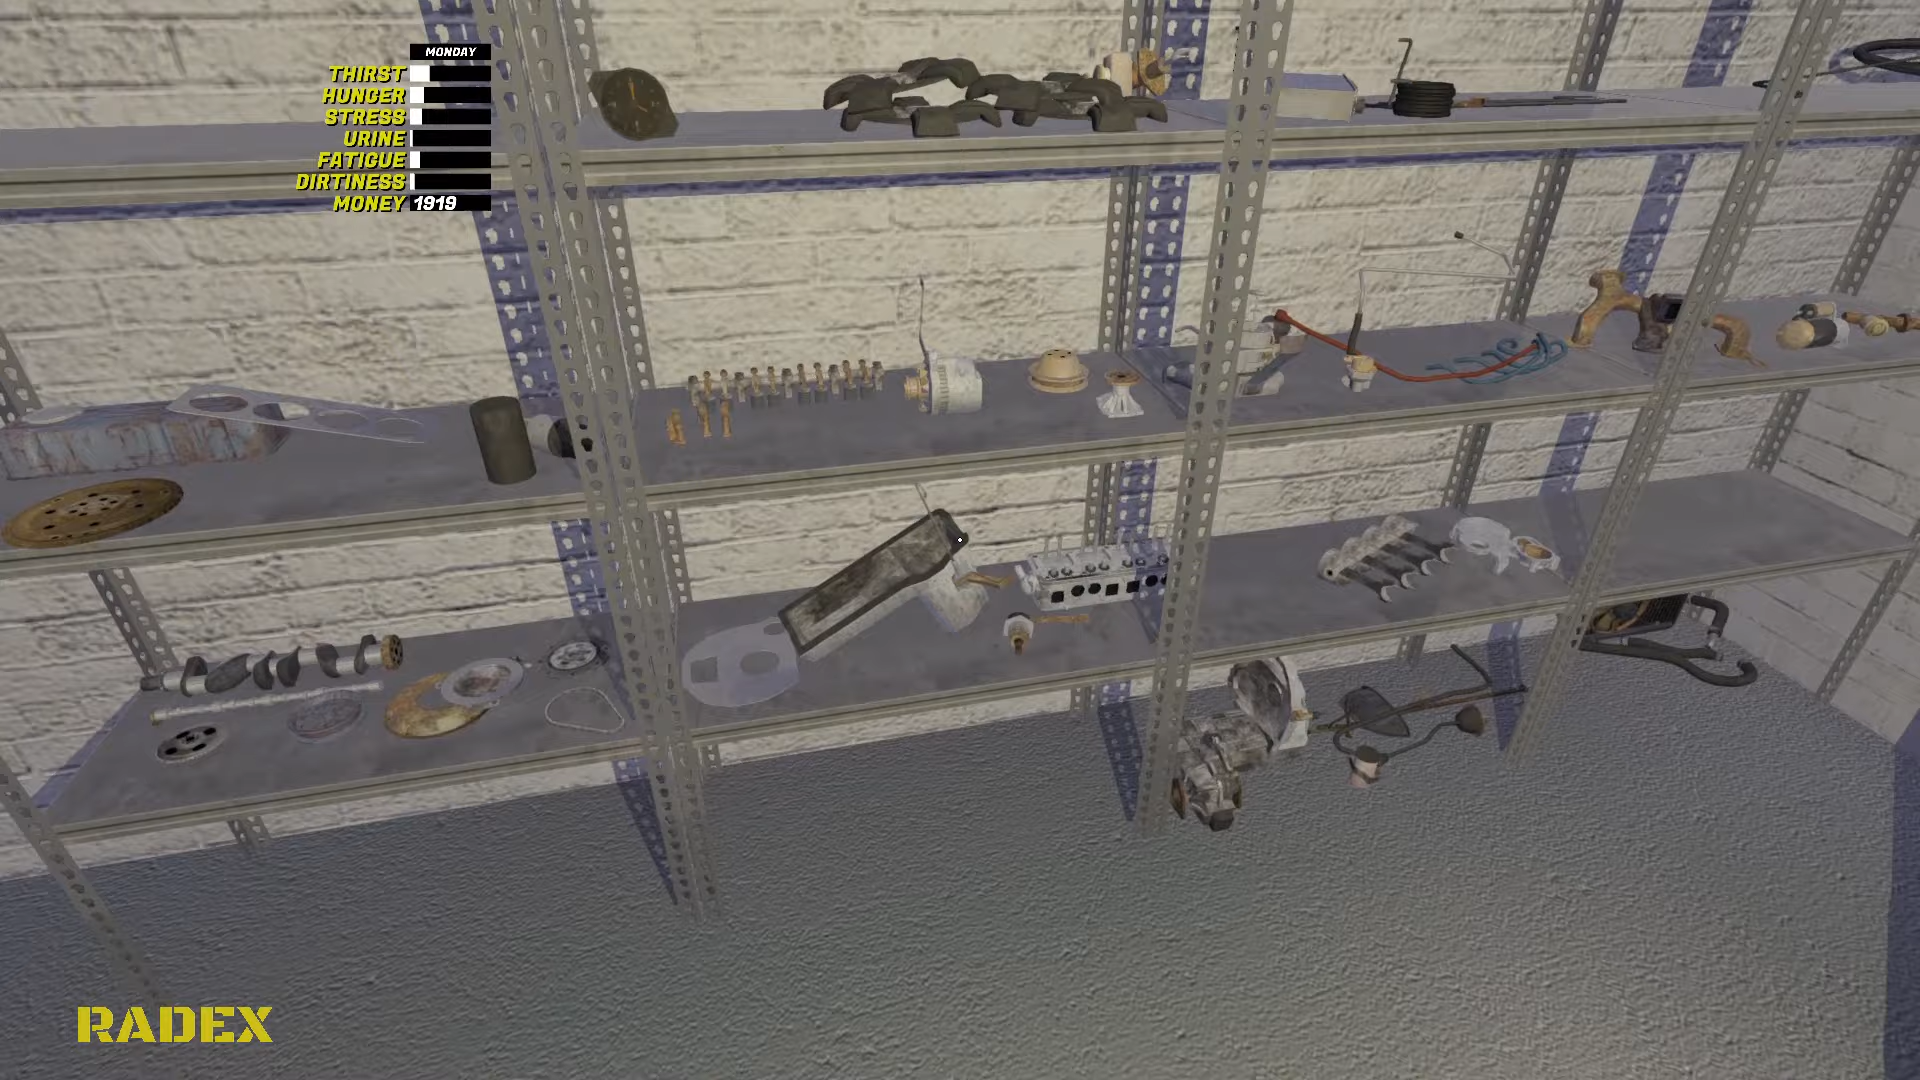 MONDAY
THIRST
HUNGER
STRESS
URINE
FATIGUE
DIRTINESS
MONEY 1919
RADEX